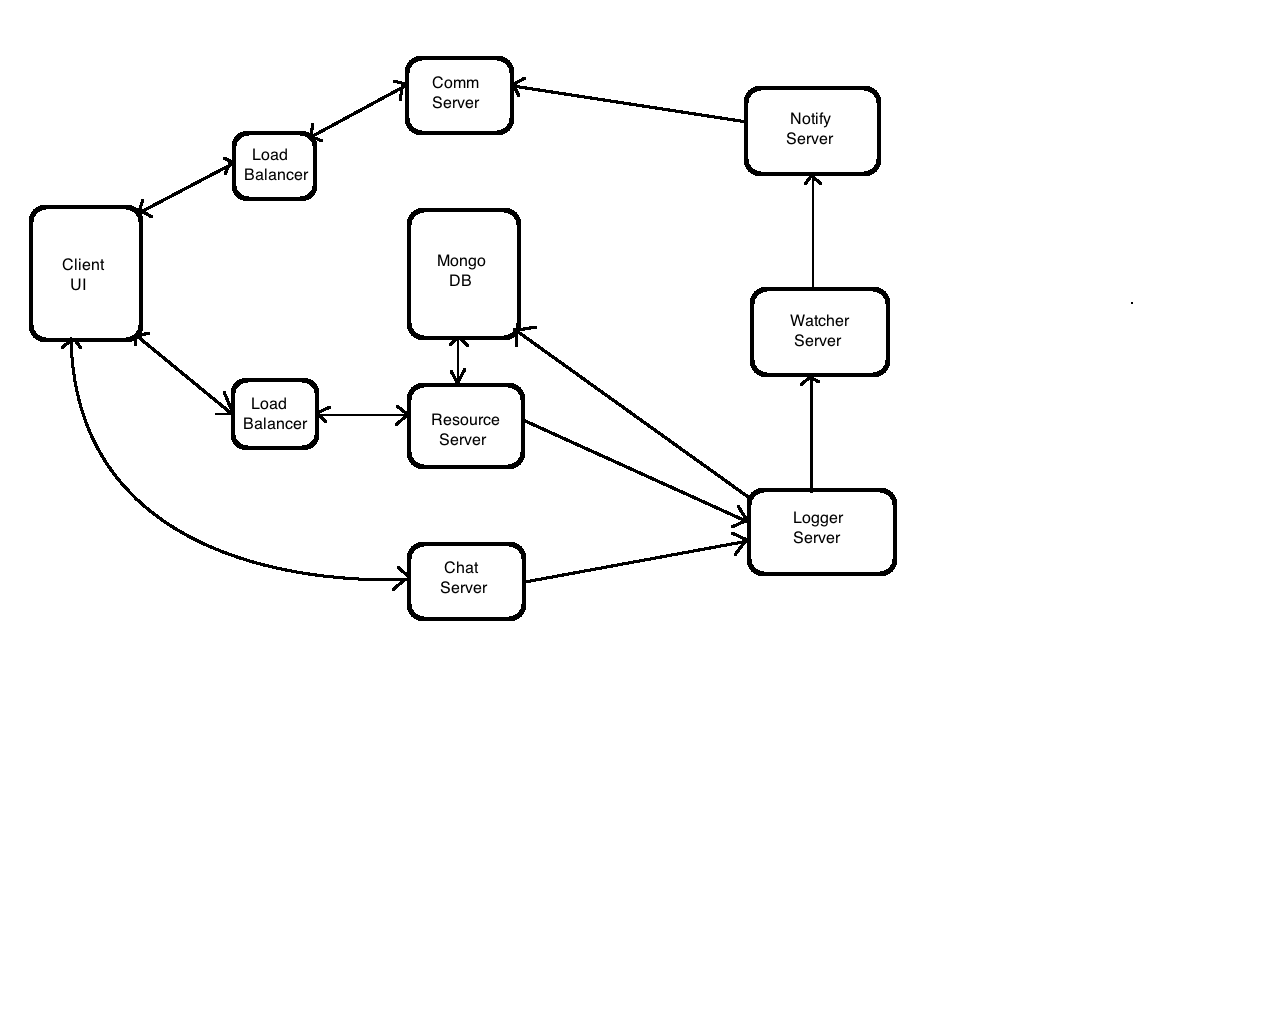 Comm
Server
Notify
Server
Load
Balancer
Client
UI
Mongo
DB
Watcher
Server
Load
Balancer
Resource
Server
Logger
Server
Chat
Server